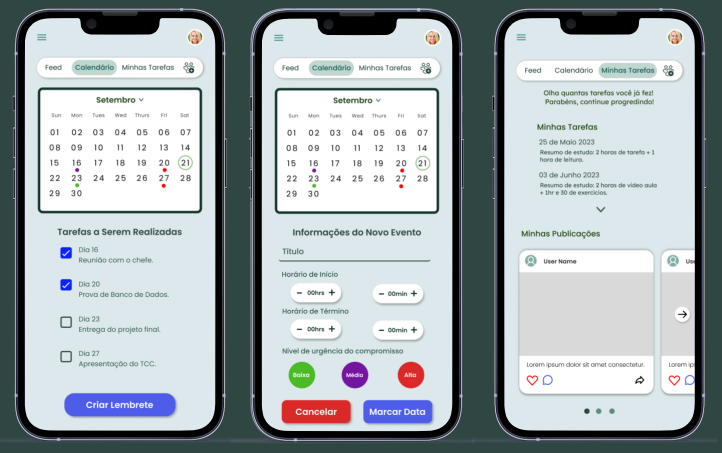 Feed Calendário Minhas Tarefas
Setembro
Sun Mon Tues Wed Thurs Fri Sat
01 02 03 04 05 06 07
08 09 10 11 12 13 14
15 16 17 18 19 20 21
22 23 24 25 26 27 28
29 30
Tarefas a Serem Realizadas
Dia 16
Reunião com o chefe.
Dia 20
Prova de Banco de Dados.
Dia 23
Entrega do projeto final.
Dia 27
Apresentação do TCC.
Criar Lembrete
Feed Calendário Minhas Tarefas
Setembro
Sun Mon Tues Wed Thurs Fri Sat
01 02 03 04 05 06 07
08 09 10 11 12 13 14
15 16 17 18 19 20 21
22 23 24 25 26 27 28
29 30
Informações do Novo Evento
Título
Horário de Início
− 00hrs + − 00min +
Horário de Término
− 00hrs + − 00min +
Nível de urgência do compromisso
Baixa Média Alta
Cancelar Marcar Data
Feed Calendário Minhas Tarefas
Olha quantas tarefas você já fez!
Parabéns, continue progredindo!
Minhas Tarefas
25 de Maio 2023
Resumo de estudo: 2 horas de tarefa + 1
hora de leitura.
03 de Junho 2023
Resumo de estudo: 2 horas de vídeo aula
+ 1hr e 30 de exercícios.
Minhas Publicações
User Name Use
Lorem ipsum dolor sit amet consectetur. Lorem ip